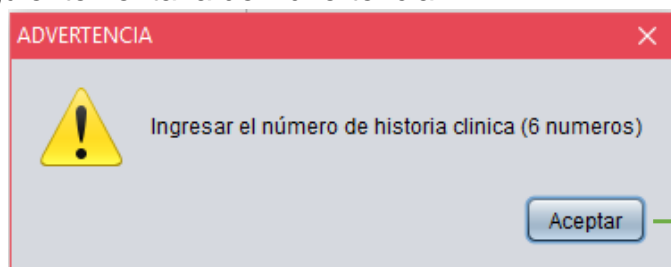 ADVERTENCIA
Ingresar el número de historia clinica (6 numeros)
Aceptar